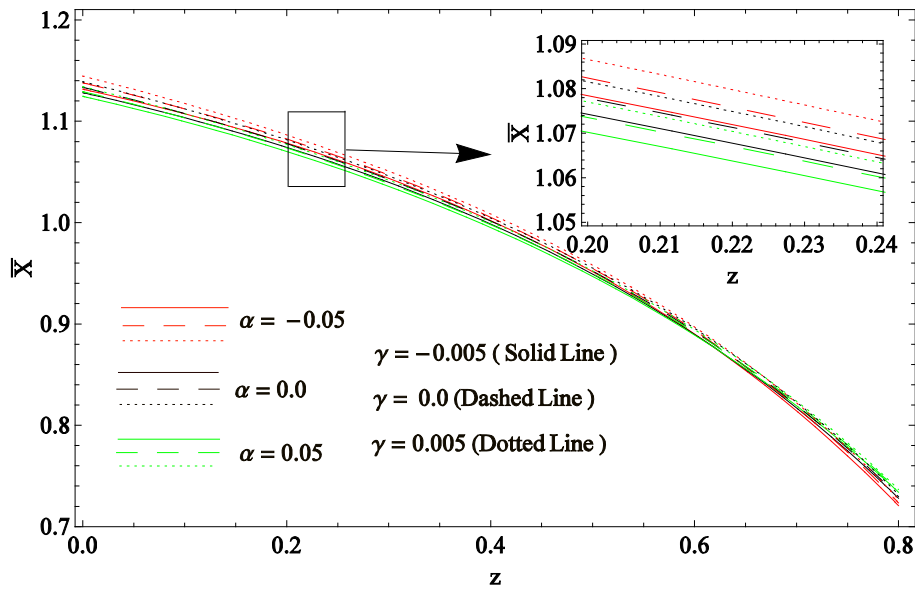 1.2
1.1
1.0
0.9
0.8
0.7
X̅
0.0
0.2
0.4
0.6
0.8
z
1.09
1.08
1.07
1.06
1.05
X̅
0.20
0.21
0.22
0.23
0.24
z
α = −0.05
α = 0.0
α = 0.05
γ = −0.005 ( Solid Line )
γ = 0.0 (Dashed Line )
γ = 0.005 (Dotted Line )